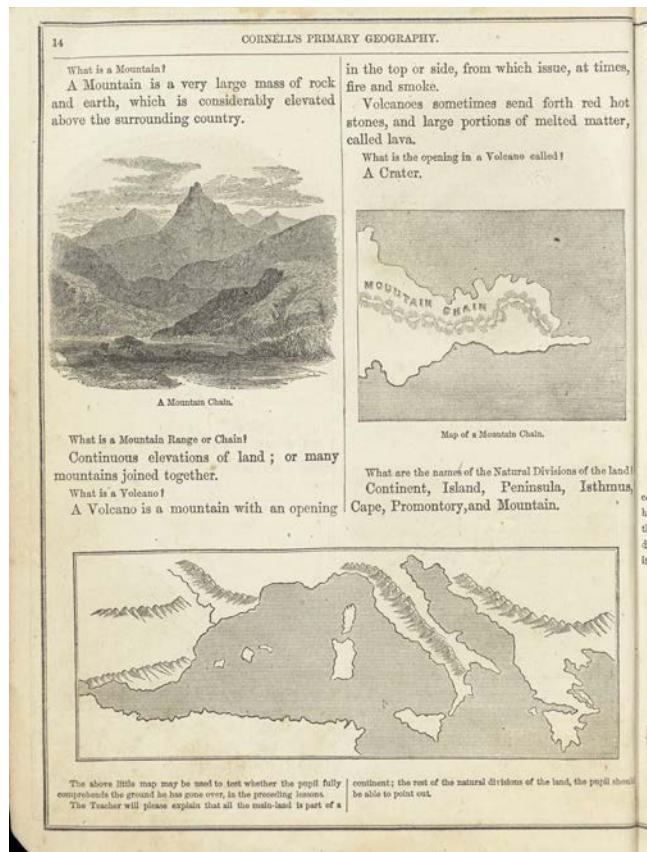 14
CORNELL'S PRIMARY GEOGRAPHY.
What is a Mountain?
A Mountain is a very large mass of rock
and earth, which is considerably elevated
above the surrounding country.
A Mountain Chain.
What is a Mountain Range or Chain?
Continuous elevations of land; or many
mountains joined together.
What is a Volcano?
A Volcano is a mountain with an opening
in the top or side, from which issue, at times,
fire and smoke.
Volcanoes sometimes send forth red hot
stones, and large portions of melted matter,
called lava.
What is the opening in a Volcano called?
A Crater.
MOUNTAIN CHAIN
Map of a Mountain Chain.
What are the names of the Natural Divisions of the land?
Continent, Island, Peninsula, Isthmus,
Cape, Promontory, and Mountain.
The above little map may be used to test whether the pupil fully
comprehends the ground he has gone over, in the preceding lessons.
The Teacher will please explain that all the main-land is part of a
continent; the rest of the natural divisions of the land, the pupil should
be able to point out.